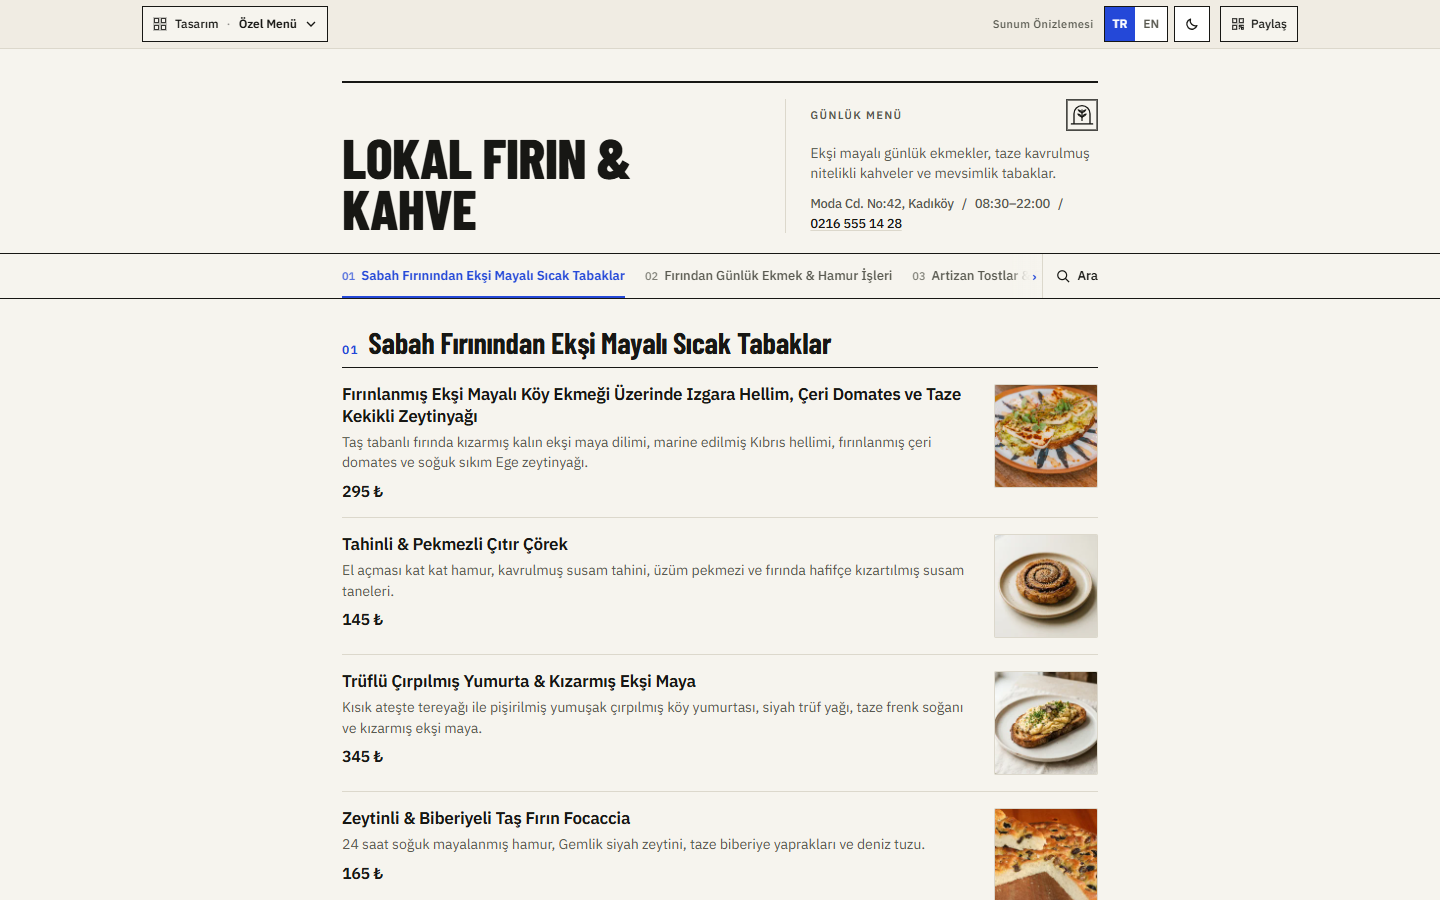 Tasarım · Özel Menü
Sunum Önizlemesi
TR
EN
Paylaş
LOKAL FIRIN &
KAHVE
GÜNLÜK MENÜ
Ekşi mayalı günlük ekmekler, taze kavrulmuş
nitelikli kahveler ve mevsimlik tabaklar.
Moda Cd. No:42, Kadıköy / 08:30–22:00 /
0216 555 14 28
01 Sabah Fırınından Ekşi Mayalı Sıcak Tabaklar
02 Fırından Günlük Ekmek & Hamur İşleri
03 Artizan Tostlar &
Ara
01 Sabah Fırınından Ekşi Mayalı Sıcak Tabaklar
Fırınlanmış Ekşi Mayalı Köy Ekmeği Üzerinde Izgara Hellim, Çeri Domates ve Taze
Kekikli Zeytinyağı
Taş tabanlı fırında kızarmış kalın ekşi maya dilimi, marine edilmiş Kıbrıs hellimi, fırınlanmış çeri
domates ve soğuk sıkım Ege zeytinyağı.
295 ₺
Tahinli & Pekmezli Çıtır Çörek
El açması kat kat hamur, kavrulmuş susam tahini, üzüm pekmezi ve fırında hafifçe kızartılmış susam
taneleri.
145 ₺
Trüflü Çırpılmış Yumurta & Kızarmış Ekşi Maya
Kısık ateşte tereyağı ile pişirilmiş yumuşak çırpılmış köy yumurtası, siyah trüf yağı, taze frenk soğanı
ve kızarmış ekşi maya.
345 ₺
Zeytinli & Biberiyeli Taş Fırın Focaccia
24 saat soğuk mayalanmış hamur, Gemlik siyah zeytini, taze biberiye yaprakları ve deniz tuzu.
165 ₺